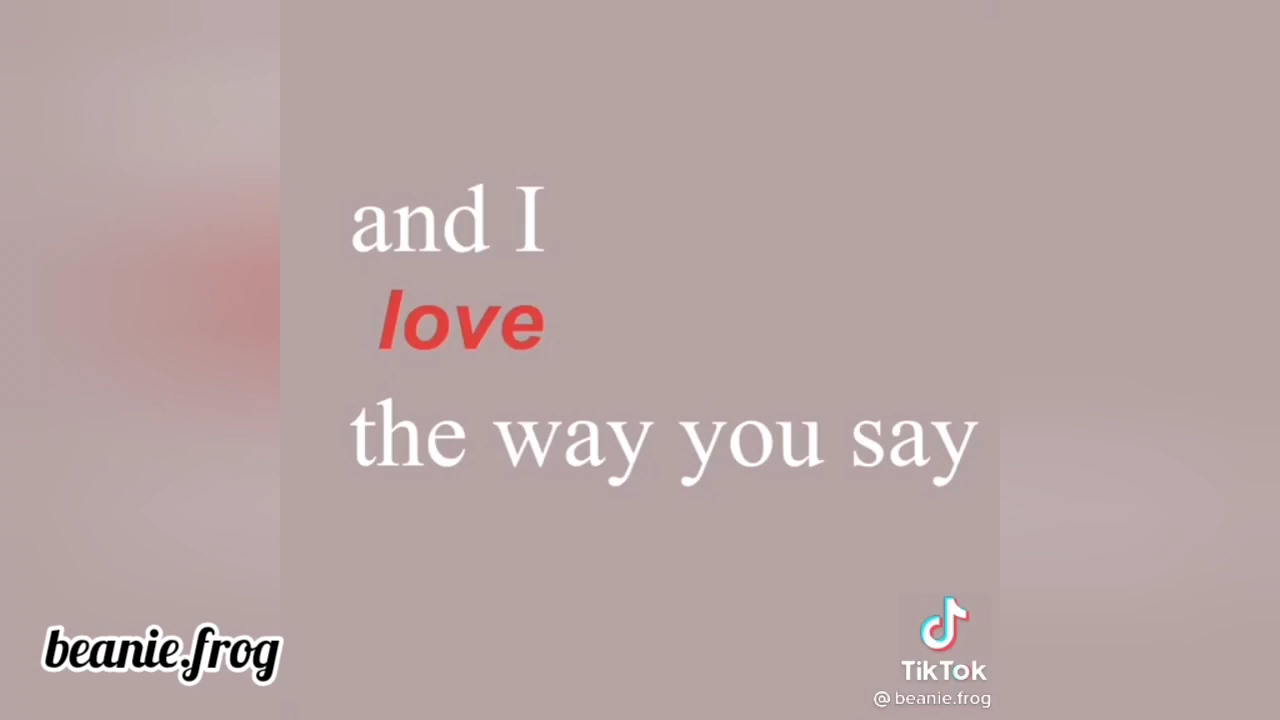 and I
love
the way you say
beanie.frog
TikTok
@beanie.frog